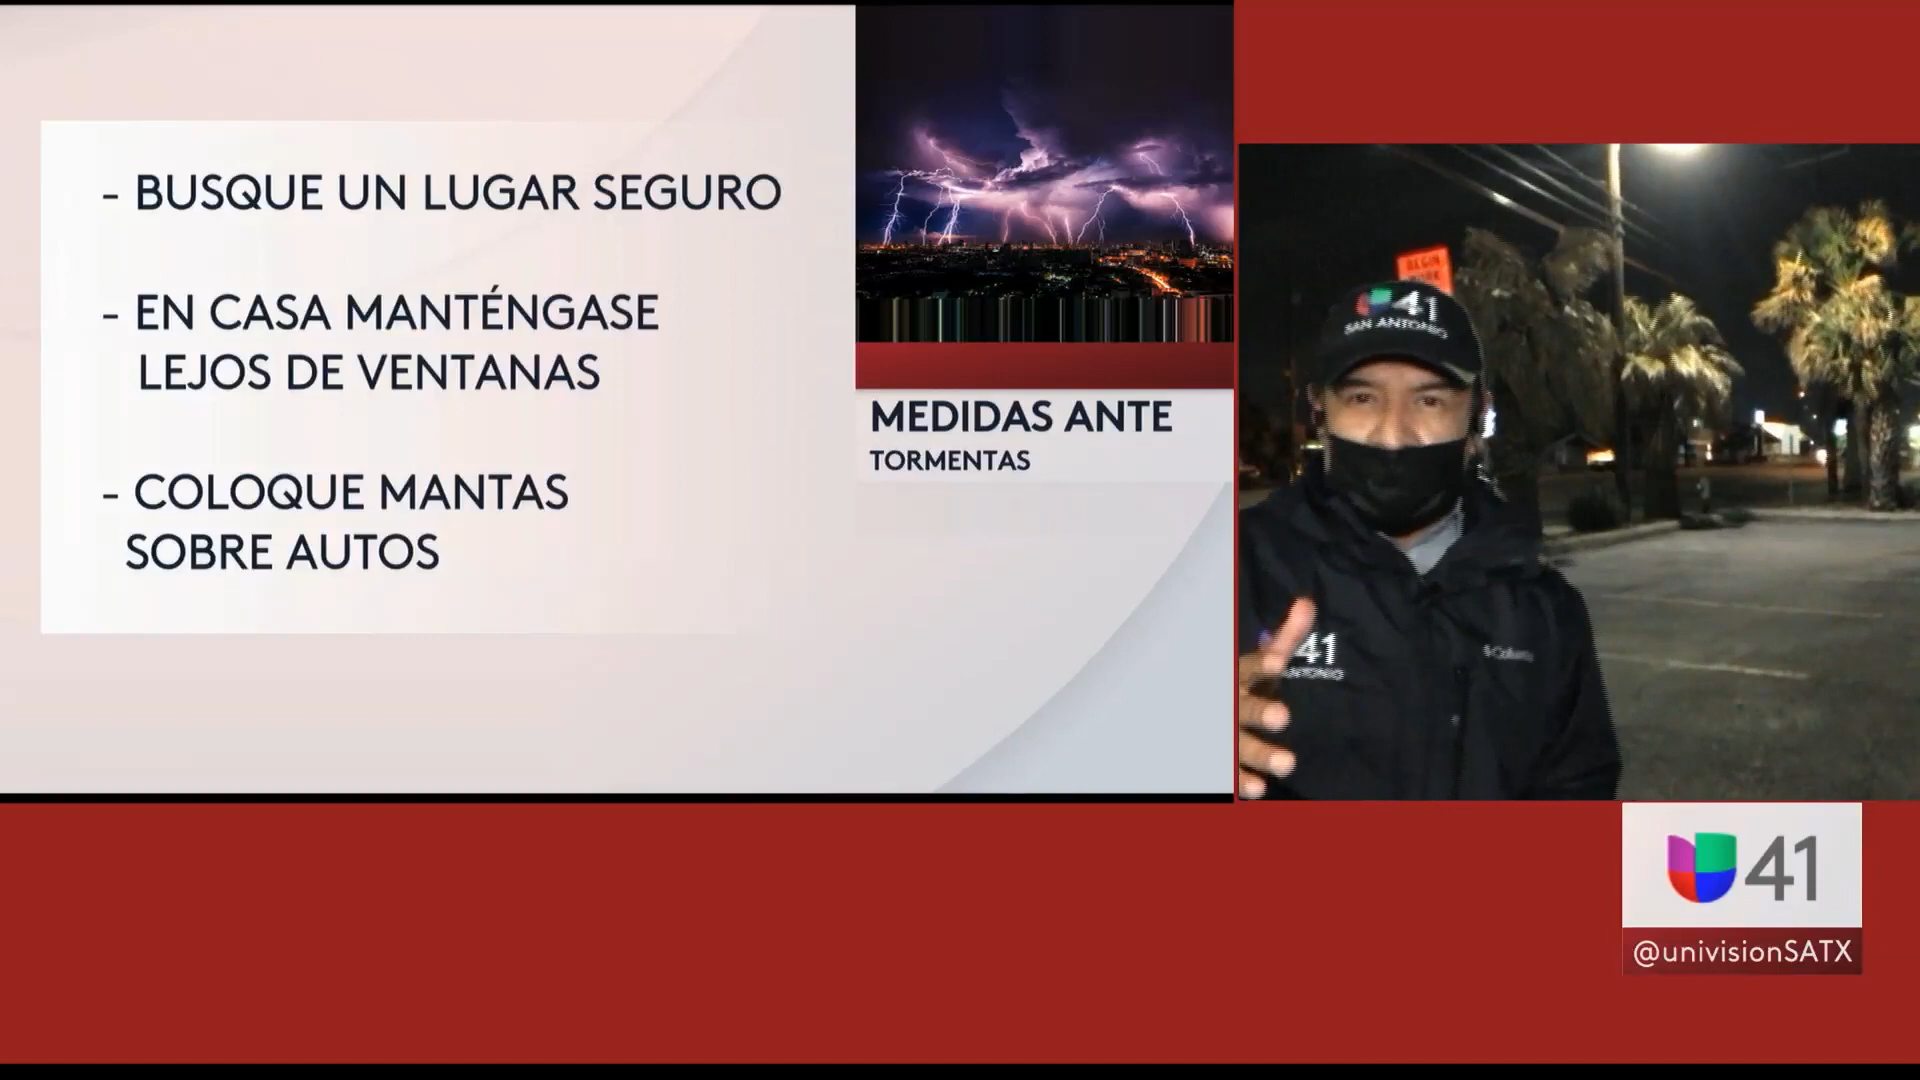 - BUSQUE UN LUGAR SEGURO
- EN CASA MANTÉNGASE
LEJOS DE VENTANAS
- COLOQUE MANTAS
SOBRE AUTOS
MEDIDAS ANTE
TORMENTAS
BEGIN
41
SAN ANTONIO
41
41
@univisionSATX